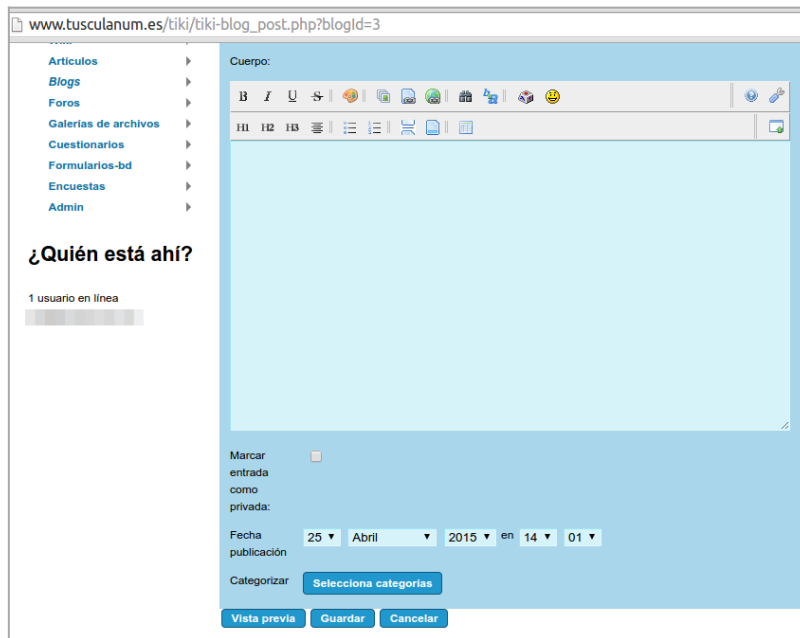 www.tusculanum.es/tiki/tiki-blog_post.php?blogId=3
Artículos
Blogs
Foros
Galerías de archivos
Cuestionarios
Formularios-bd
Encuestas
Admin
¿Quién está ahí?
1 usuario en línea
Cuerpo:
B I U S
H1 H2 H3
Marcar
entrada
como
privada:
Fecha
publicación
25 Abril 2015 en 14 01
Categorizar Selecciona categorías
Vista previa Guardar Cancelar